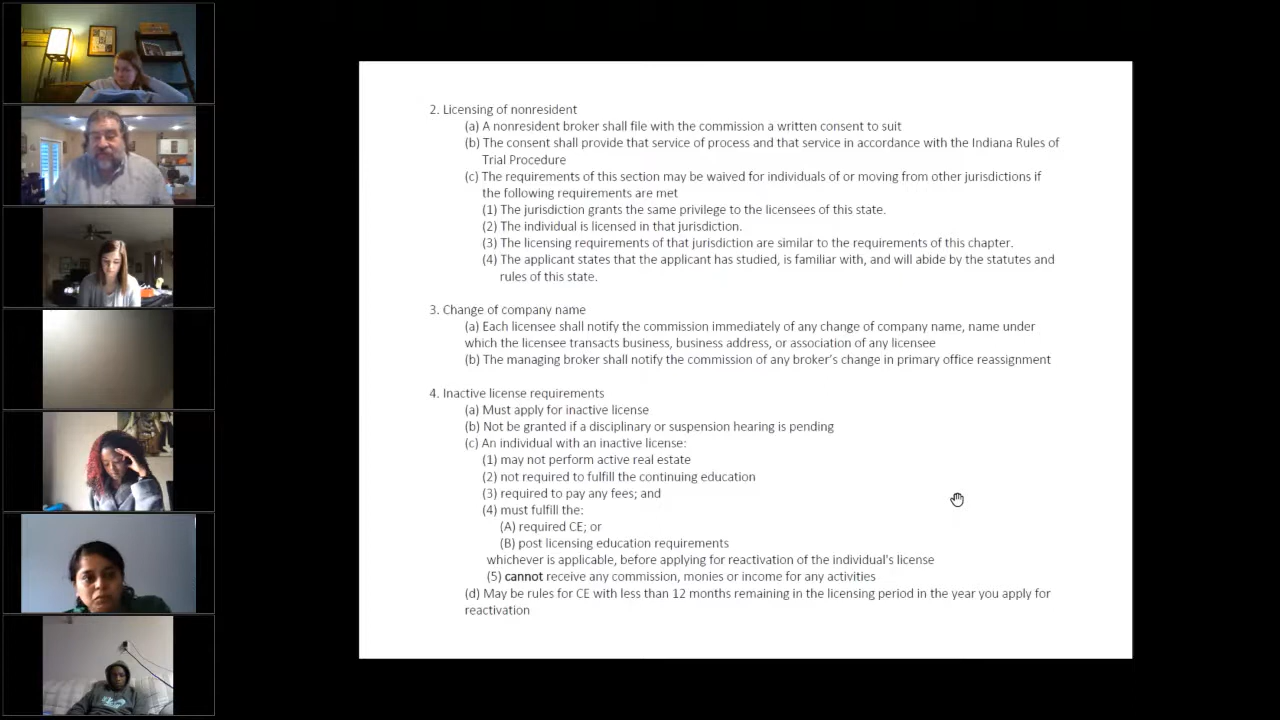 2. Licensing of nonresident
(a) A nonresident broker shall file with the commission a written consent to suit
(b) The consent shall provide that service of process and that service in accordance with the Indiana Rules of
Trial Procedure
(c) The requirements of this section may be waived for individuals of or moving from other jurisdictions if
the following requirements are met
(1) The jurisdiction grants the same privilege to the licensees of this state.
(2) The individual is licensed in that jurisdiction.
(3) The licensing requirements of that jurisdiction are similar to the requirements of this chapter.
(4) The applicant states that the applicant has studied, is familiar with, and will abide by the statutes and
rules of this state.
3. Change of company name
(a) Each licensee shall notify the commission immediately of any change of company name, name under
which the licensee transacts business, business address, or association of any licensee
(b) The managing broker shall notify the commission of any broker's change in primary office reassignment
4. Inactive license requirements
(a) Must apply for inactive license
(b) Not be granted if a disciplinary or suspension hearing is pending
(c) An individual with an inactive license:
(1) may not perform active real estate
(2) not required to fulfill the continuing education
(3) required to pay any fees; and
(4) must fulfill the:
(A) required CE; or
(B) post licensing education requirements
whichever is applicable, before applying for reactivation of the individual's license
(5) cannot receive any commission, monies or income for any activities
(d) May be rules for CE with less than 12 months remaining in the licensing period in the year you apply for
reactivation